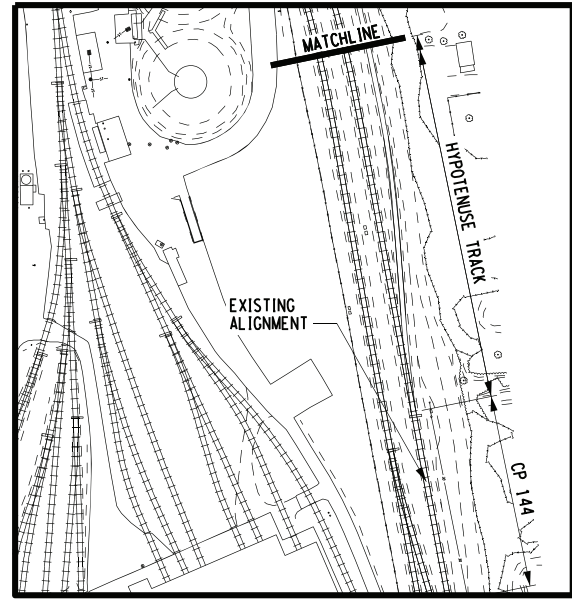 MATCHLINE
HYPOTENUSE TRACK
EXISTING
ALIGNMENT
CP 144